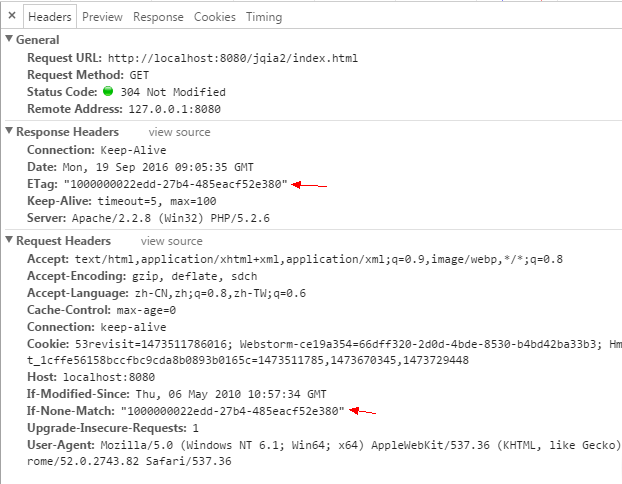 × Headers Preview Response Cookies Timing
▼ General
Request URL: http://localhost:8080/jqia2/index.html
Request Method: GET
Status Code: 304 Not Modified
Remote Address: 127.0.0.1:8080
▼ Response Headers view source
Connection: Keep-Alive
Date: Mon, 19 Sep 2016 09:05:35 GMT
ETag: "1000000022edd-27b4-485eacf52e380"
Keep-Alive: timeout=5, max=100
Server: Apache/2.2.8 (Win32) PHP/5.2.6
▼ Request Headers view source
Accept: text/html,application/xhtml+xml,application/xml;q=0.9,image/webp,*/*;q=0.8
Accept-Encoding: gzip, deflate, sdch
Accept-Language: zh-CN,zh;q=0.8,zh-TW;q=0.6
Cache-Control: max-age=0
Connection: keep-alive
Cookie: 53revisit=1473511786016; Webstorm-ce19a354=66dff320-2d0d-4bde-8530-b4bd42ba33b3; Hm
t_1cffe56158bccfbc9cda8b0893b0165c=1473511785,1473670345,1473729448
Host: localhost:8080
If-Modified-Since: Thu, 06 May 2010 10:57:34 GMT
If-None-Match: "1000000022edd-27b4-485eacf52e380"
Upgrade-Insecure-Requests: 1
User-Agent: Mozilla/5.0 (Windows NT 6.1; Win64; x64) AppleWebKit/537.36 (KHTML, like Gecko)
rome/52.0.2743.82 Safari/537.36